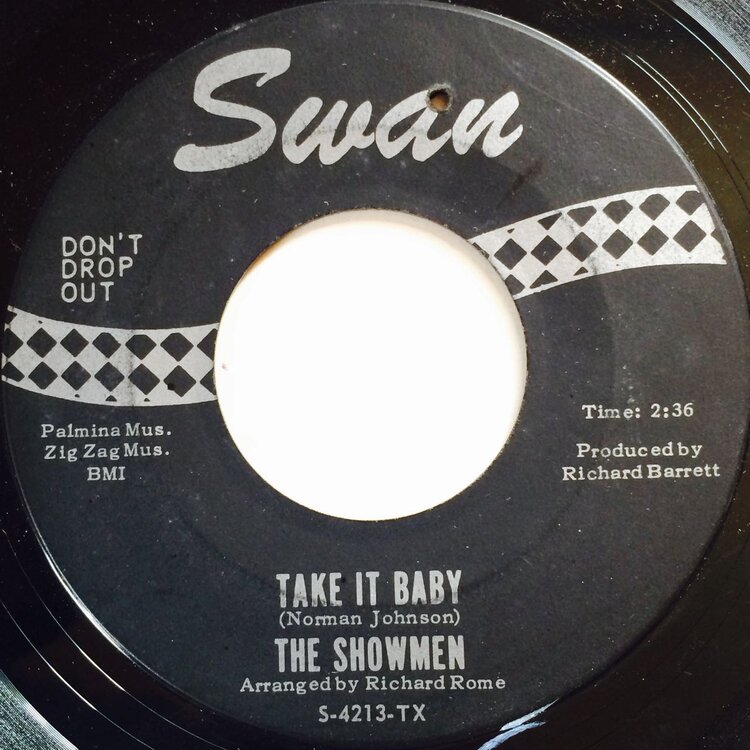 Swan
DON'T
DROP
OUT
Palmina Mus.
Zig Zag Mus.
BMI
Time: 2:36
Produced by
Richard Barrett
TAKE IT BABY
(Norman Johnson)
THE SHOWMEN
Arranged by Richard Rome
S-4213-TX